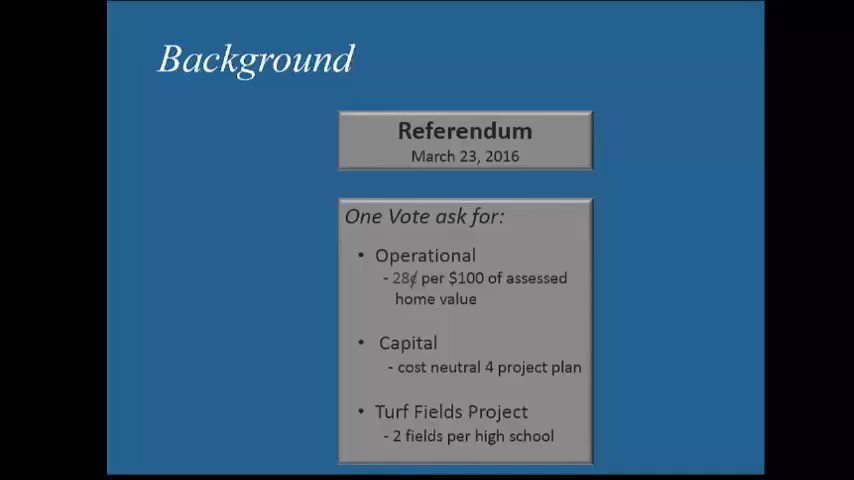 Background
Referendum
March 23, 2016
One Vote ask for:
• Operational
- 28¢ per $100 of assessed
home value
• Capital
- cost neutral 4 project plan
• Turf Fields Project
- 2 fields per high school